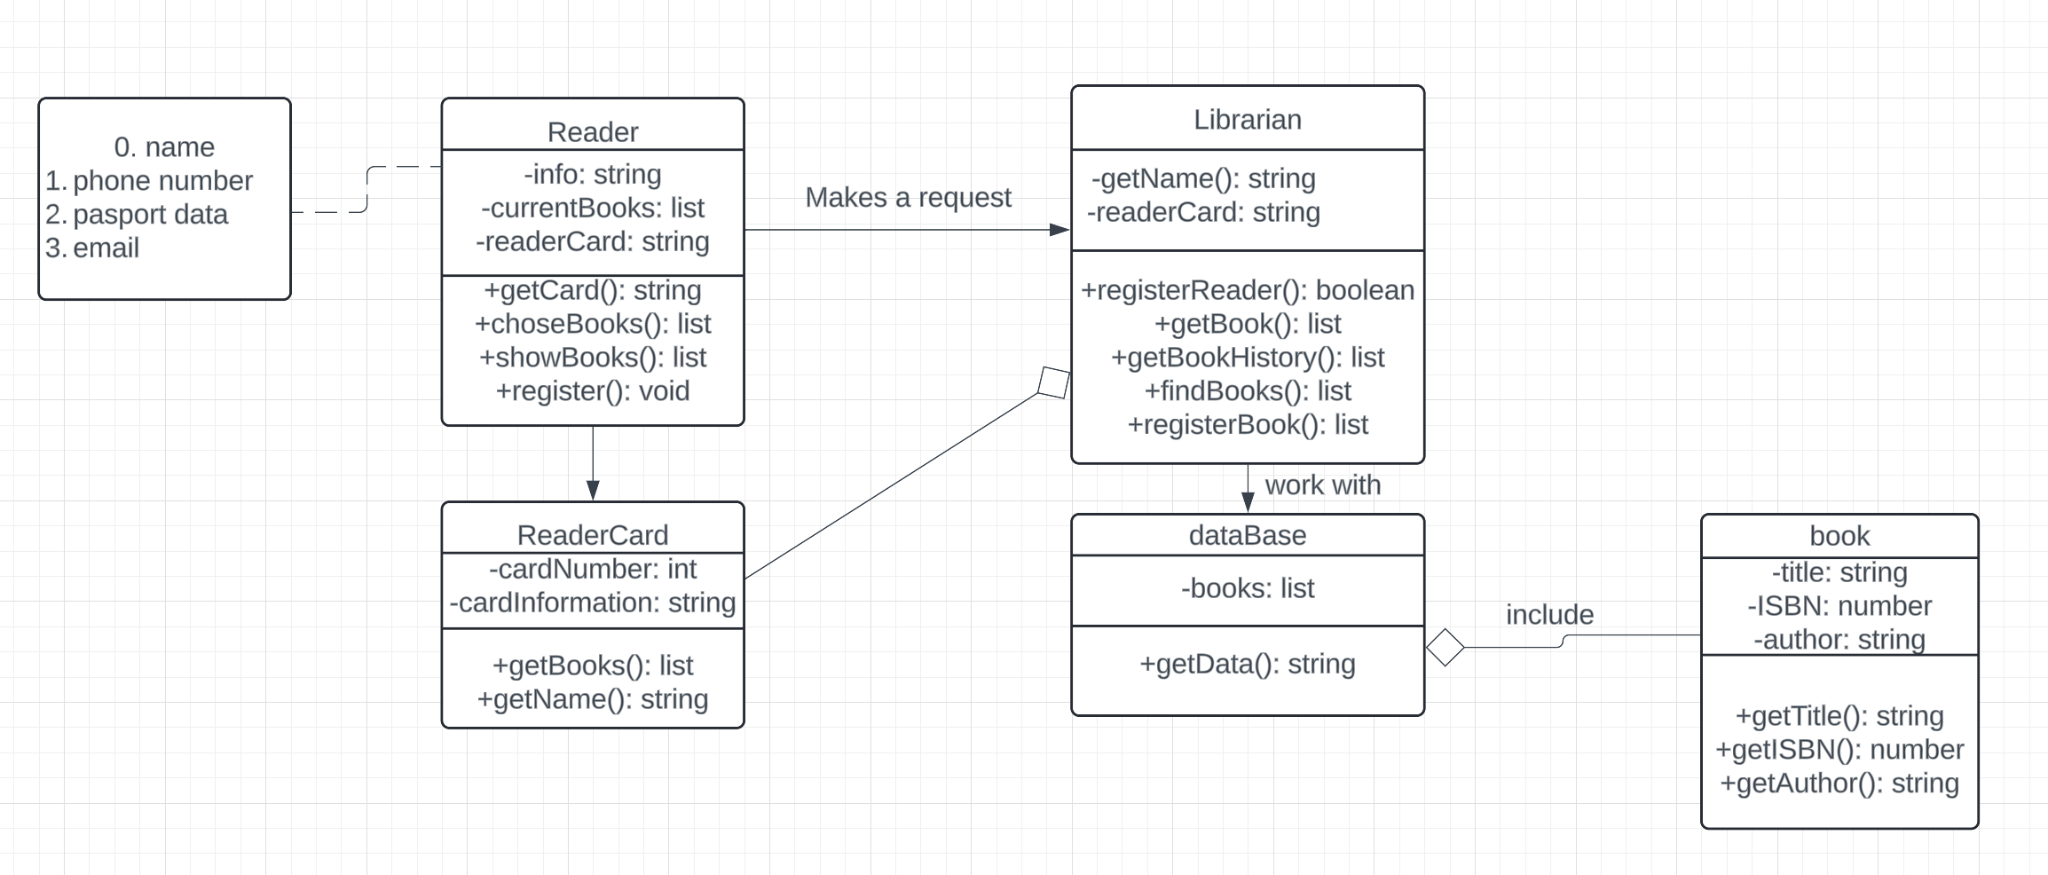 0. name
1. phone number
2. pasport data
3. email
Reader
-info: string
-currentBooks: list
-readerCard: string
+getCard(): string
+choseBooks(): list
+showBooks(): list
+register(): void
Makes a request
Librarian
-getName(): string
-readerCard: string
+registerReader(): boolean
+getBook(): list
+getBookHistory(): list
+findBooks(): list
+registerBook(): list
work with
ReaderCard
-cardNumber: int
-cardInformation: string
+getBooks(): list
+getName(): string
dataBase
-books: list
+getData(): string
include
book
-title: string
-ISBN: number
-author: string
+getTitle(): string
+getISBN(): number
+getAuthor(): string